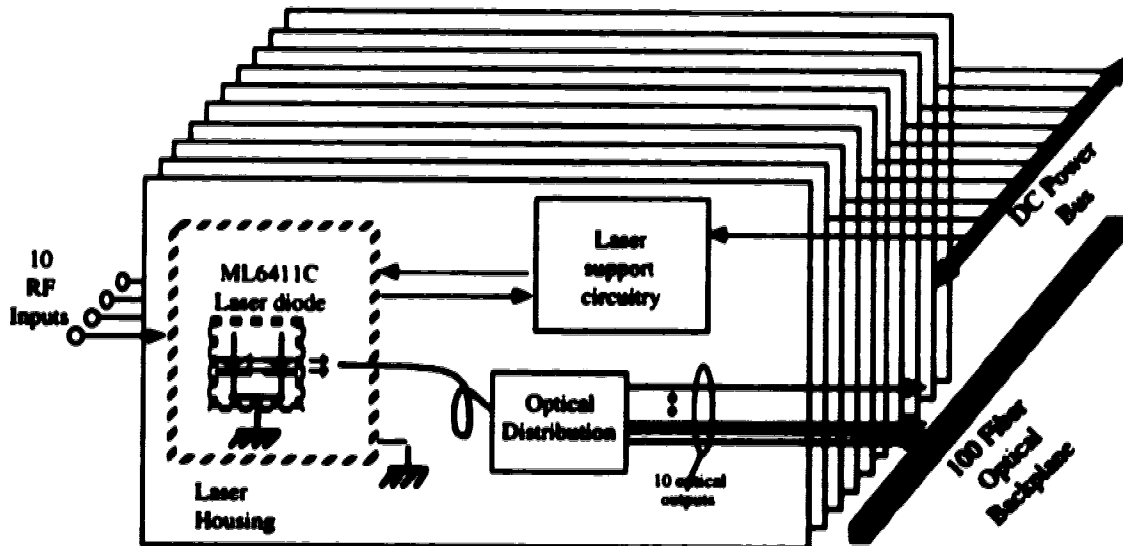 10
RF
Inputs
ML6411C
Laser diode
Laser
support
circuitry
Optical
Distribution
10 optical
outputs
Laser
Housing
DC Power
Bus
100 Fiber
Optical
Backplane